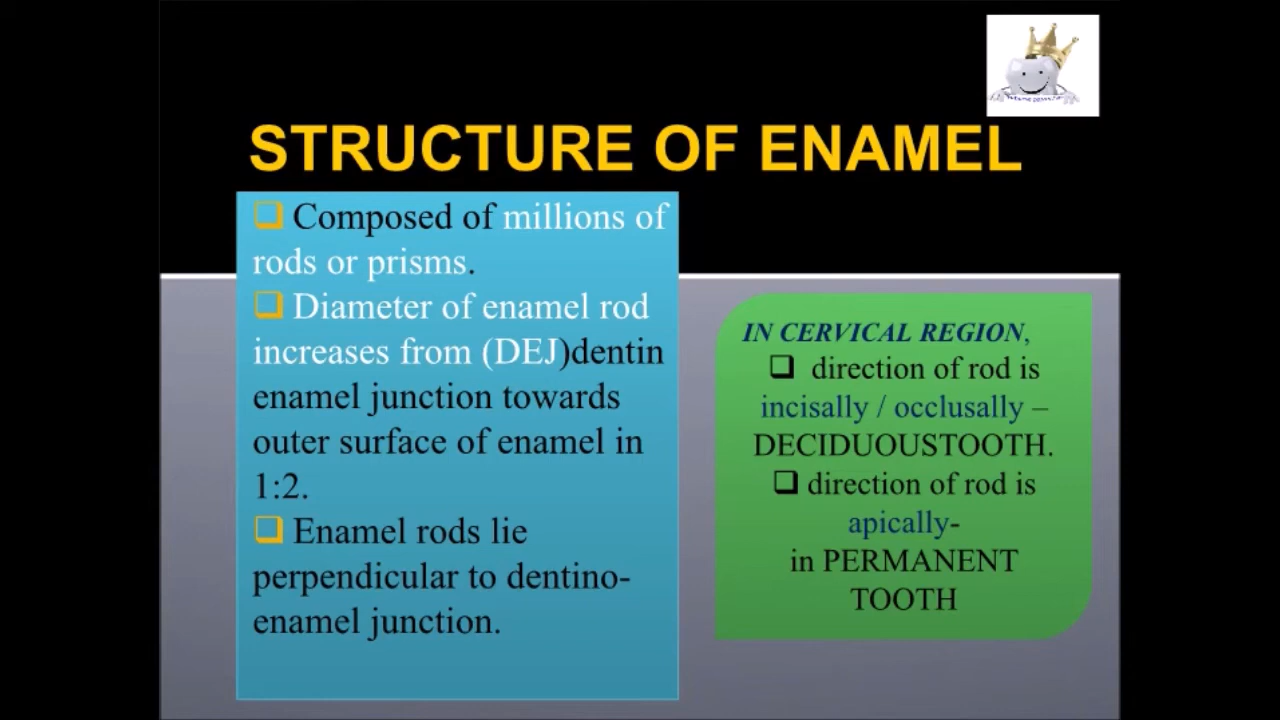 STRUCTURE OF ENAMEL
❑ Composed of millions of
rods or prisms.
❑ Diameter of enamel rod
increases from (DEJ)dentin
enamel junction towards
outer surface of enamel in
1:2.
❑ Enamel rods lie
perpendicular to dentino-
enamel junction.
IN CERVICAL REGION,
❑ direction of rod is
incisally / occlusally –
DECIDUOUSTOOTH.
❑ direction of rod is
apically-
in PERMANENT
TOOTH